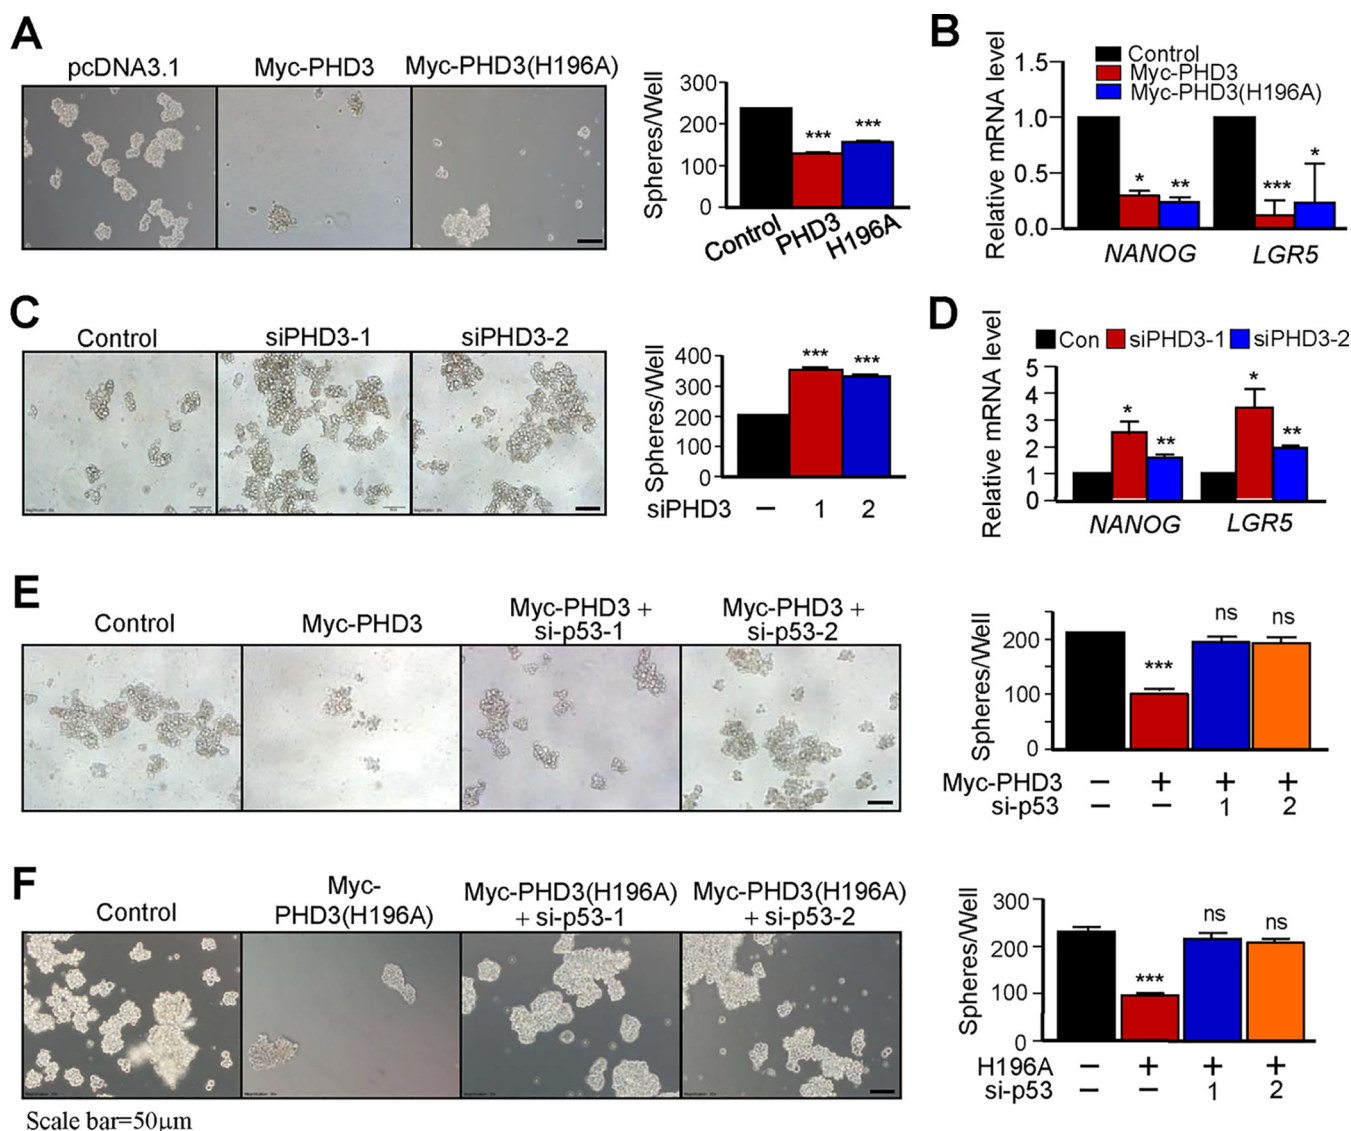 A
pcDNA3.1 Myc-PHD3 Myc-PHD3(H196A)
Spheres/Well
300
200
100
0
*** ***
Control PHD3 H196A
B
Relative mRNA level
Control
Myc-PHD3
Myc-PHD3(H196A)
1.5
1.0
0.5
0.0
* ** *** *
NANOG LGR5
C
Control siPHD3-1 siPHD3-2
Spheres/Well
400
300
200
100
0
*** ***
siPHD3 – 1 2
D
Relative mRNA level
Con siPHD3-1 siPHD3-2
5
4
3
2
1
0
* ** * **
NANOG LGR5
E
Control Myc-PHD3 Myc-PHD3 + si-p53-1 Myc-PHD3 + si-p53-2
Spheres/Well
200
100
0
*** ns ns
Myc-PHD3 – + + +
si-p53 – – 1 2
F
Control Myc-PHD3(H196A) Myc-PHD3(H196A) + si-p53-1 Myc-PHD3(H196A) + si-p53-2
Spheres/Well
300
200
100
0
*** ns ns
H196A – + + +
si-p53 – – 1 2
Scale bar=50μm